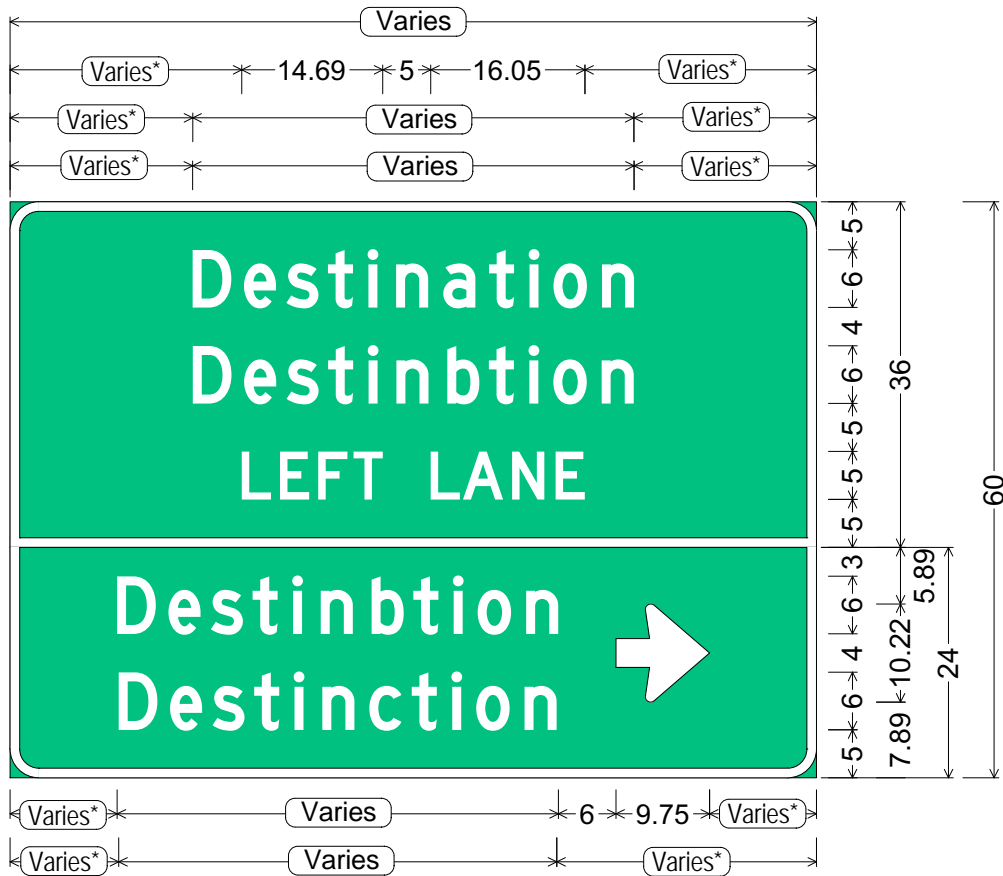 Varies
Varies* 14.69 5 16.05 Varies*
Varies* Varies Varies*
Varies* Varies Varies*
Destination
Destinbtion
LEFT LANE
Destinbtion
Destinction
5 6 4 6 5 5 5 3 6 4 6 5
36 5.89 10.22 7.89
24
60
Varies* Varies 6 9.75 Varies*
Varies* Varies Varies*